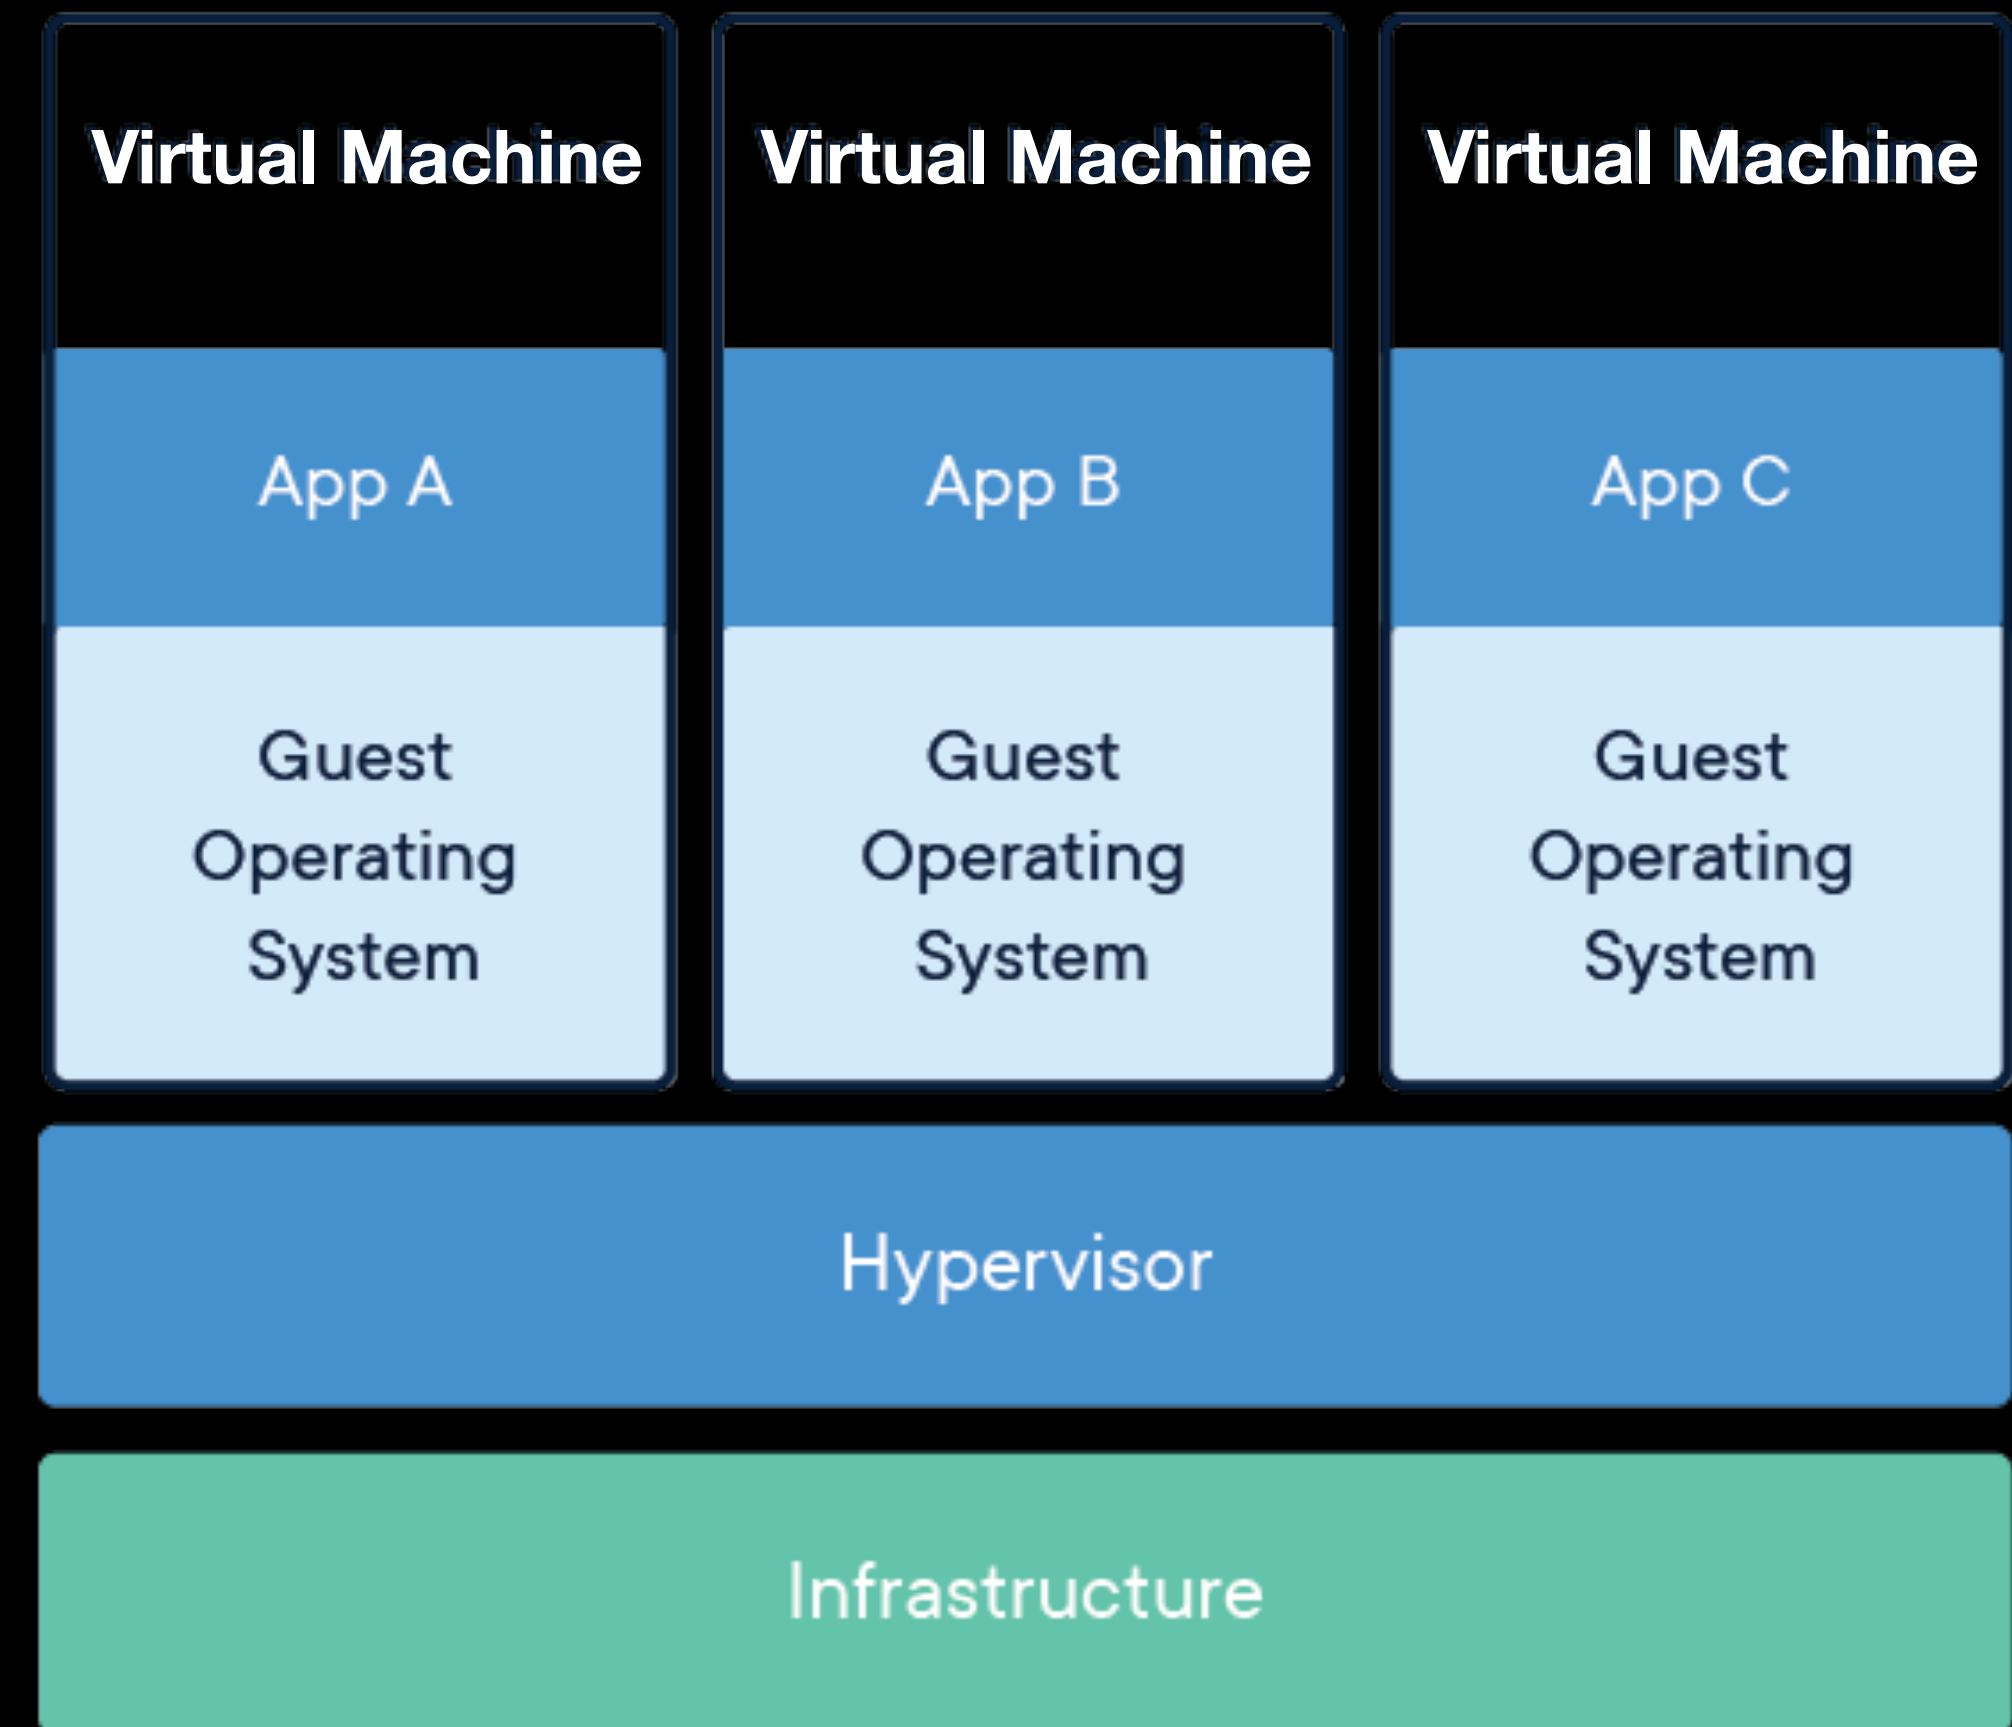 Virtual Machine
Virtual Machine
Virtual Machine
App A
App B
App C
Guest
Operating
System
Guest
Operating
System
Guest
Operating
System
Hypervisor
Infrastructure